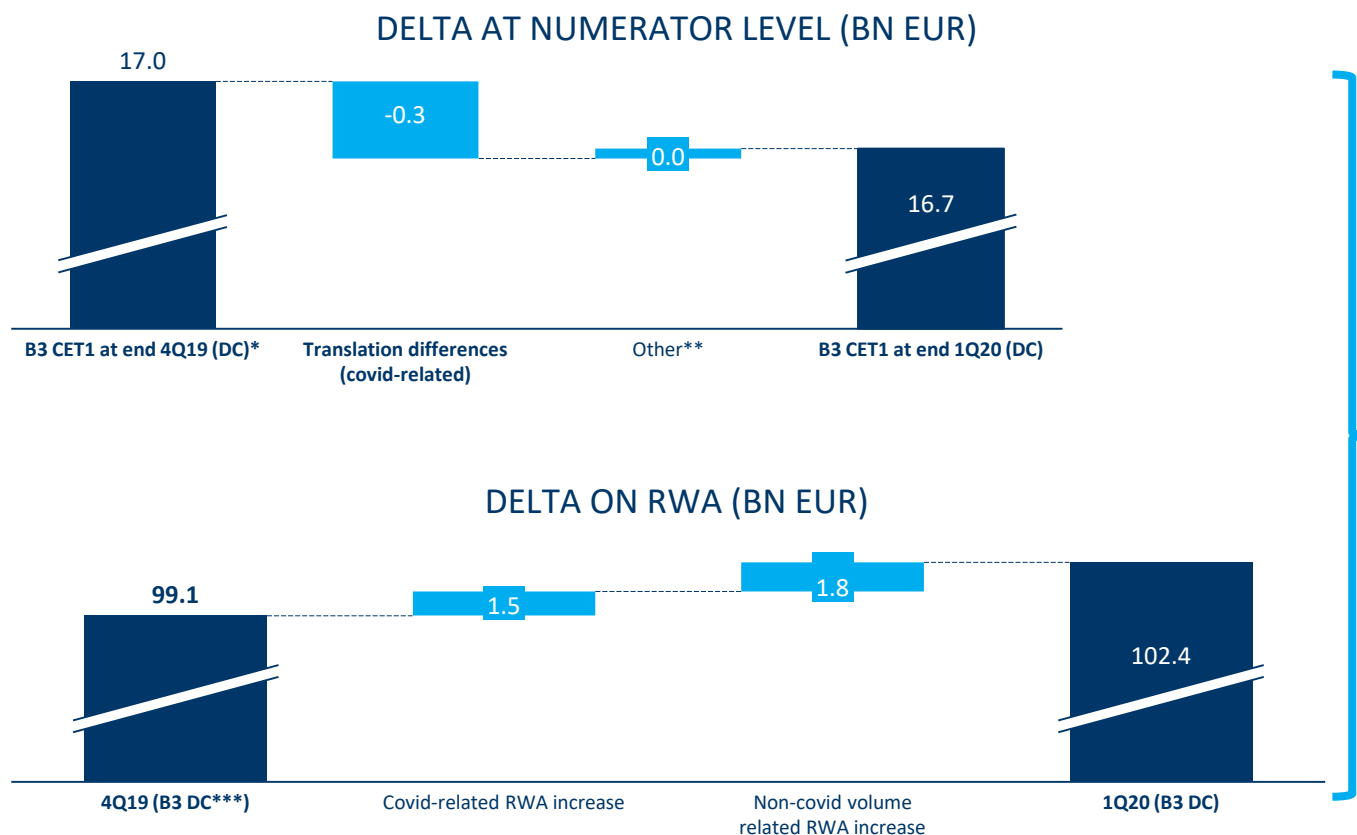 DELTA AT NUMERATOR LEVEL (BN EUR)
17.0
-0.3
0.0
16.7
B3 CET1 at end 4Q19 (DC)*
Translation differences
(covid-related)
Other**
B3 CET1 at end 1Q20 (DC)
DELTA ON RWA (BN EUR)
99.1
1.5
1.8
102.4
4Q19 (B3 DC***)
Covid-related RWA increase
Non-covid volume
related RWA increase
1Q20 (B3 DC)